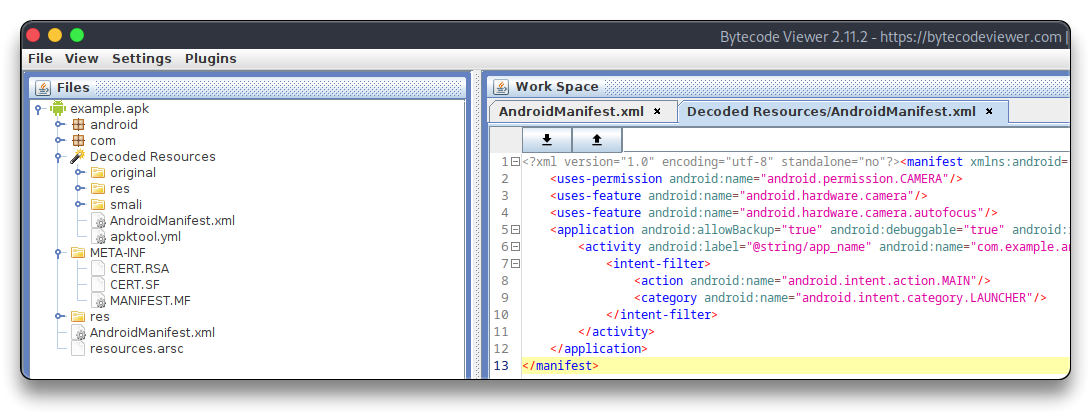 Bytecode Viewer 2.11.2 - https://bytecodeviewer.com |
File View Settings Plugins
Files
example.apk
android
com
Decoded Resources
original
res
smali
AndroidManifest.xml
apktool.yml
META-INF
CERT.RSA
CERT.SF
MANIFEST.MF
res
AndroidManifest.xml
resources.arsc
Work Space
AndroidManifest.xml × Decoded Resources/AndroidManifest.xml ×
1 <?xml version="1.0" encoding="utf-8" standalone="no"?><manifest xmlns:android=
2 <uses-permission android:name="android.permission.CAMERA"/>
3 <uses-feature android:name="android.hardware.camera"/>
4 <uses-feature android:name="android.hardware.camera.autofocus"/>
5 <application android:allowBackup="true" android:debuggable="true" android:
6 <activity android:label="@string/app_name" android:name="com.example.an
7 <intent-filter>
8 <action android:name="android.intent.action.MAIN"/>
9 <category android:name="android.intent.category.LAUNCHER"/>
10 </intent-filter>
11 </activity>
12 </application>
13 </manifest>